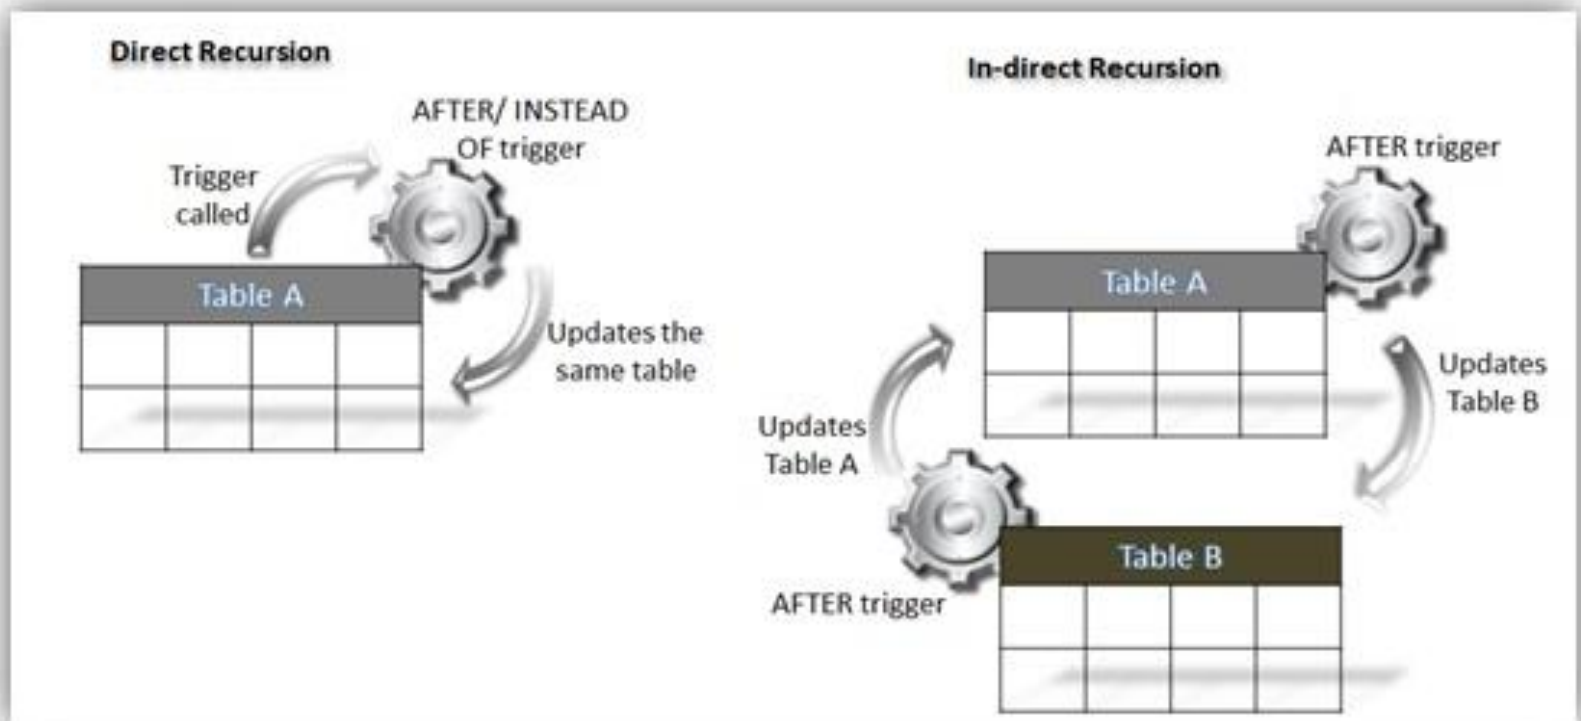 Direct Recursion
AFTER/ INSTEAD
OF trigger
Trigger
called
Table A
Updates the
same table
In-direct Recursion
AFTER trigger
Table A
Updates
Table B
Updates
Table A
Table B
AFTER trigger